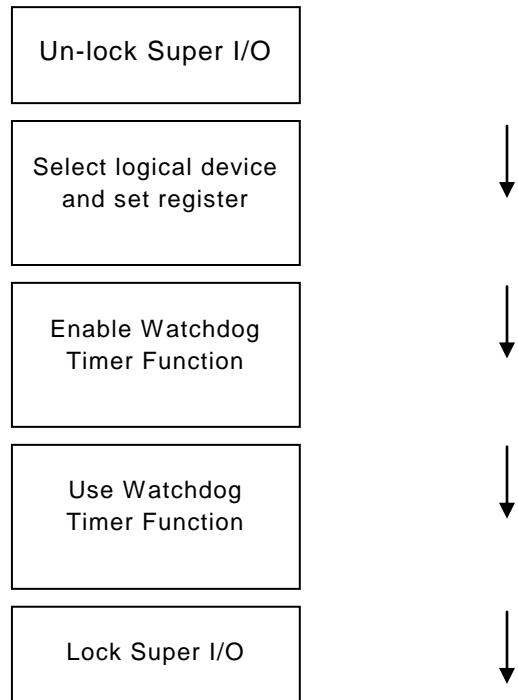 Un-lock Super I/O
Select logical device
and set register
Enable Watchdog
Timer Function
Use Watchdog
Timer Function
Lock Super I/O